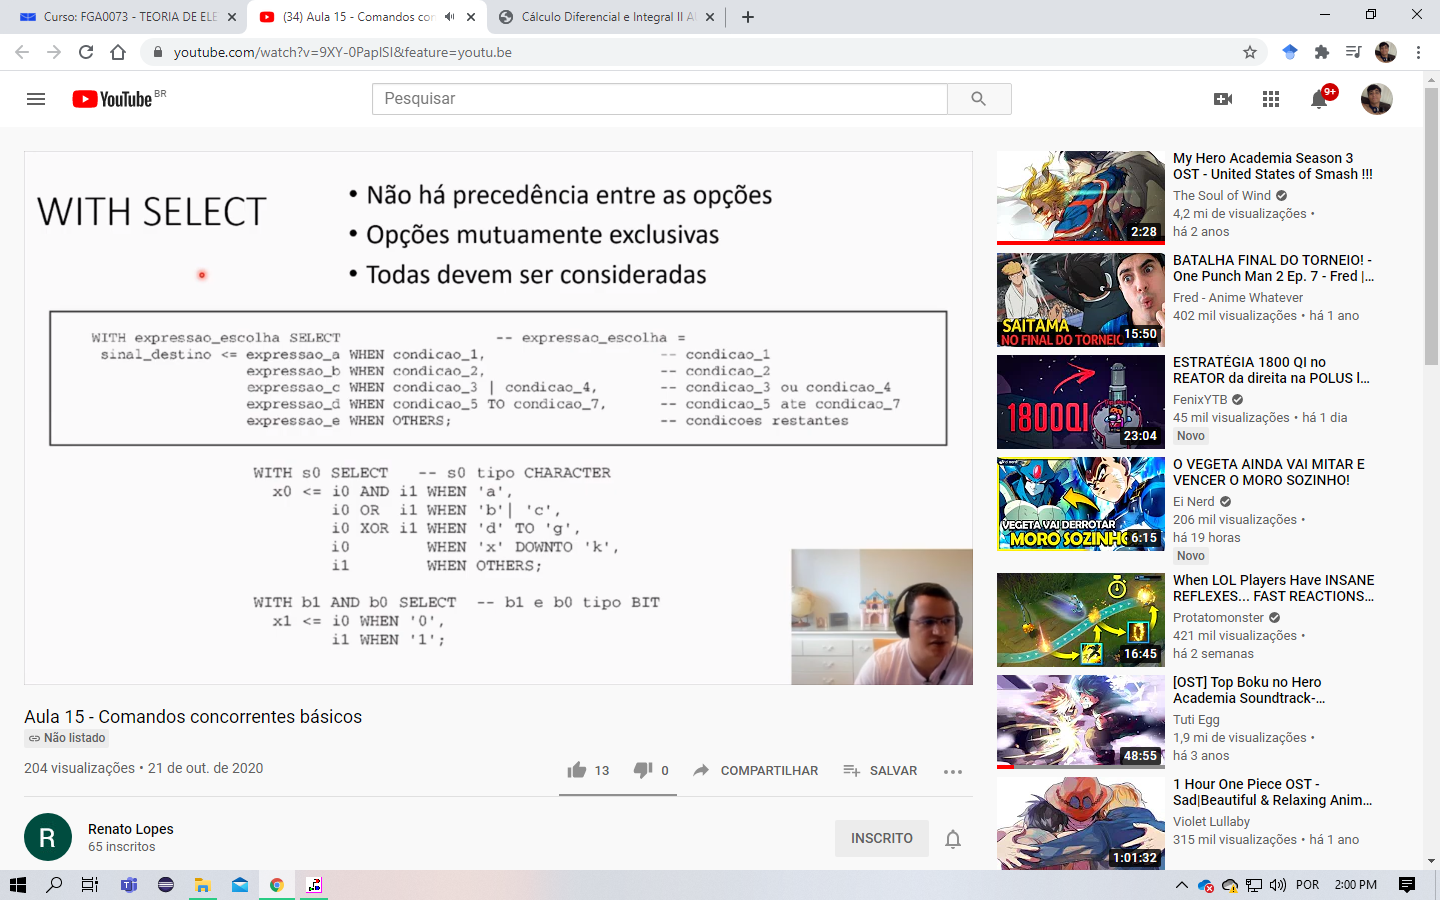 Curso: FGA0073 - TEORIA DE ELE
(34) Aula 15 - Comandos con
Cálculo Diferencial e Integral II A
youtube.com/watch?v=9XY-0PaplSI&feature=youtu.be
YouTube BR
Pesquisar
9+
WITH SELECT
• Não há precedência entre as opções
• Opções mutuamente exclusivas
• Todas devem ser consideradas
WITH expressao_escolha SELECT -- expressao_escolha =
sinal_destino <= expressao_a WHEN condicao_1, -- condicao_1
expressao_b WHEN condicao_2, -- condicao_2
expressao_c WHEN condicao_3 | condicao_4, -- condicao_3 ou condicao_4
expressao_d WHEN condicao_5 TO condicao_7, -- condicao_5 ate condicao_7
expressao_e WHEN OTHERS; -- condicoes restantes
WITH s0 SELECT -- s0 tipo CHARACTER
x0 <= i0 AND i1 WHEN 'a',
i0 OR i1 WHEN 'b'| 'c',
i0 XOR i1 WHEN 'd' TO 'g',
i0 WHEN 'x' DOWNTO 'k',
i1 WHEN OTHERS;
WITH b1 AND b0 SELECT -- b1 e b0 tipo BIT
x1 <= i0 WHEN '0',
i1 WHEN '1';
Aula 15 - Comandos concorrentes básicos
Não listado
204 visualizações • 21 de out. de 2020
13
0
COMPARTILHAR
SALVAR
R
Renato Lopes
65 inscritos
INSCRITO
2:28
My Hero Academia Season 3
OST - United States of Smash !!!
The Soul of Wind
4,2 mi de visualizações •
há 2 anos
SAITAMA
NO FINAL DO TORNEIO
15:50
BATALHA FINAL DO TORNEIO! -
One Punch Man 2 Ep. 7 - Fred |...
Fred - Anime Whatever
402 mil visualizações • há 1 ano
1800QI
23:04
ESTRATÉGIA 1800 QI no
REATOR da direita na POLUS l...
FenixYTB
45 mil visualizações • há 1 dia
Novo
VEGETA VAI DERROTAR
MORO SOZINHO
6:15
O VEGETA AINDA VAI MITAR E
VENCER O MORO SOZINHO!
Ei Nerd
206 mil visualizações •
há 19 horas
Novo
16:45
When LOL Players Have INSANE
REFLEXES... FAST REACTIONS...
Protatomonster
421 mil visualizações •
há 2 semanas
48:55
[OST] Top Boku no Hero
Academia Soundtrack-...
Tuti Egg
1,9 mi de visualizações •
há 3 anos
1:01:32
1 Hour One Piece OST -
Sad|Beautiful & Relaxing Anim...
Violet Lullaby
315 mil visualizações • há 1 ano
POR
2:00 PM